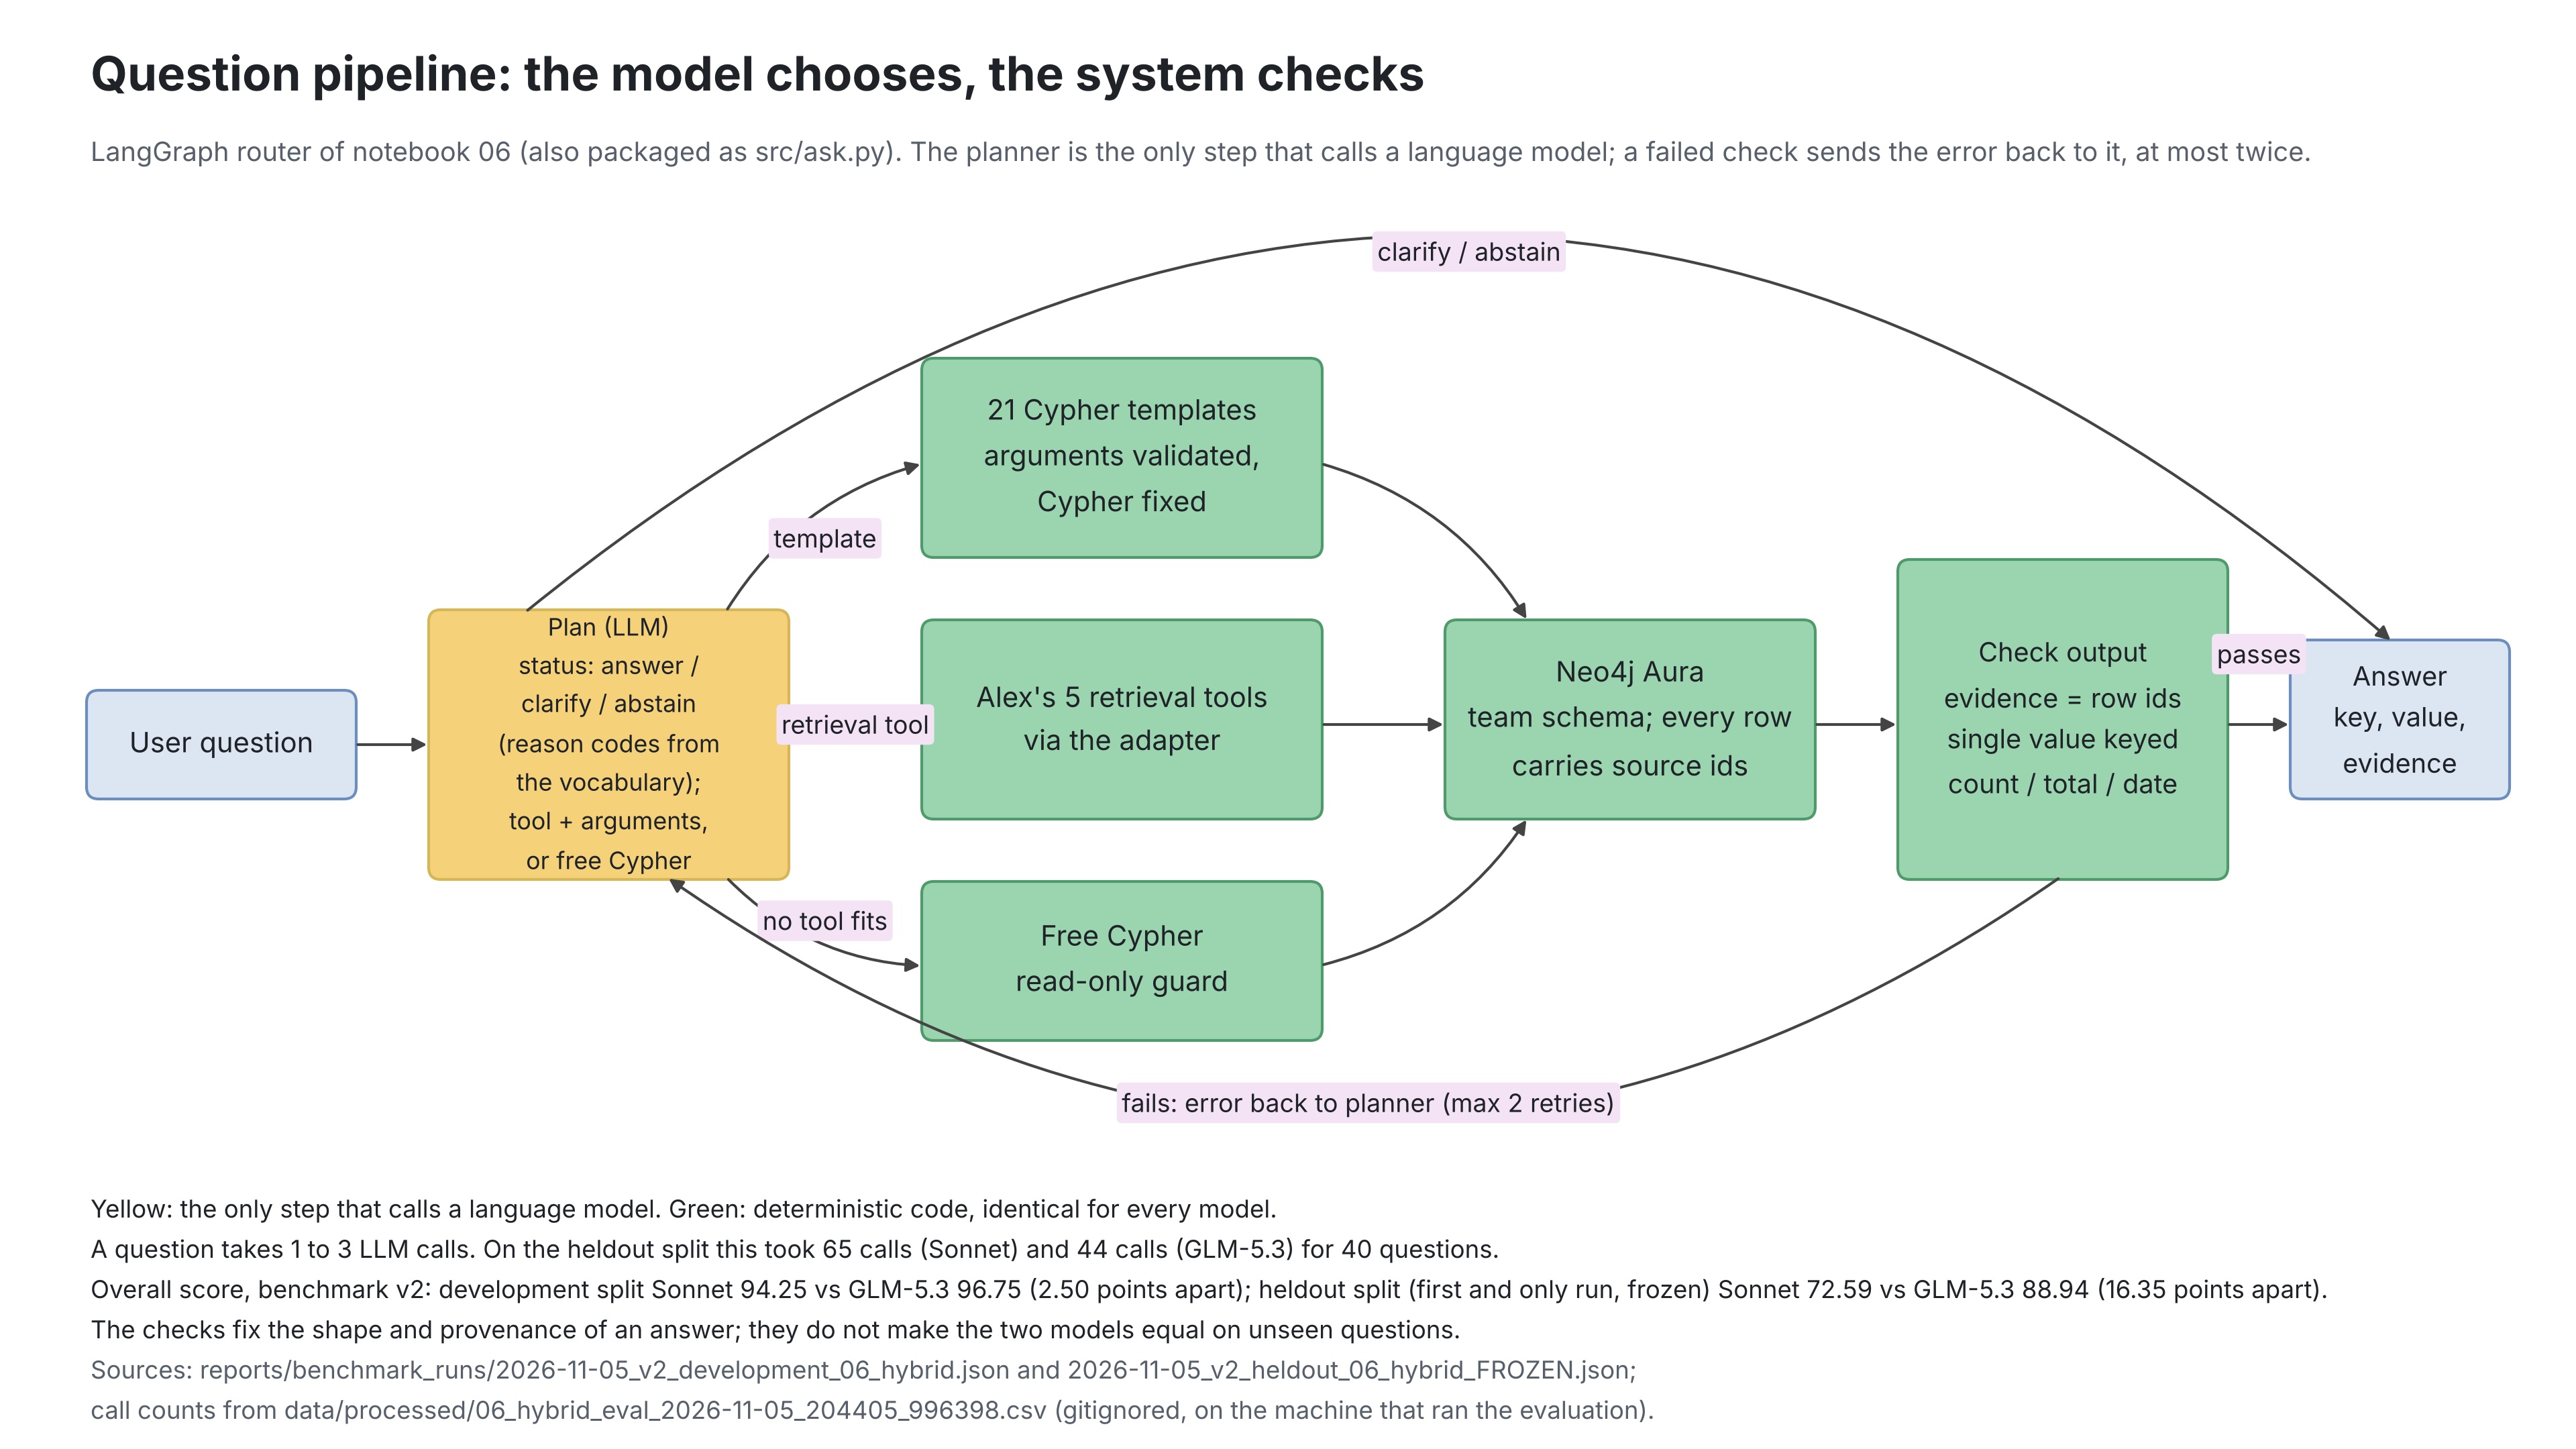 Question pipeline: the model chooses, the system checks
LangGraph router of notebook 06 (also packaged as src/ask.py). The planner is the only step that calls a language model; a failed check sends the error back to it, at most twice.
clarify / abstain
21 Cypher templates
arguments validated,
Cypher fixed
template
User question
Plan (LLM)
status: answer /
clarify / abstain
(reason codes from
the vocabulary);
tool + arguments,
or free Cypher
retrieval tool
Alex's 5 retrieval tools
via the adapter
Neo4j Aura
team schema; every row
carries source ids
Check output
evidence = row ids
single value keyed
count / total / date
passes
Answer
key, value,
evidence
no tool fits
Free Cypher
read-only guard
fails: error back to planner (max 2 retries)
Yellow: the only step that calls a language model. Green: deterministic code, identical for every model.
A question takes 1 to 3 LLM calls. On the heldout split this took 65 calls (Sonnet) and 44 calls (GLM-5.3) for 40 questions.
Overall score, benchmark v2: development split Sonnet 94.25 vs GLM-5.3 96.75 (2.50 points apart); heldout split (first and only run, frozen) Sonnet 72.59 vs GLM-5.3 88.94 (16.35 points apart).
The checks fix the shape and provenance of an answer; they do not make the two models equal on unseen questions.
Sources: reports/benchmark_runs/2026-11-05_v2_development_06_hybrid.json and 2026-11-05_v2_heldout_06_hybrid_FROZEN.json;
call counts from data/processed/06_hybrid_eval_2026-11-05_204405_996398.csv (gitignored, on the machine that ran the evaluation).